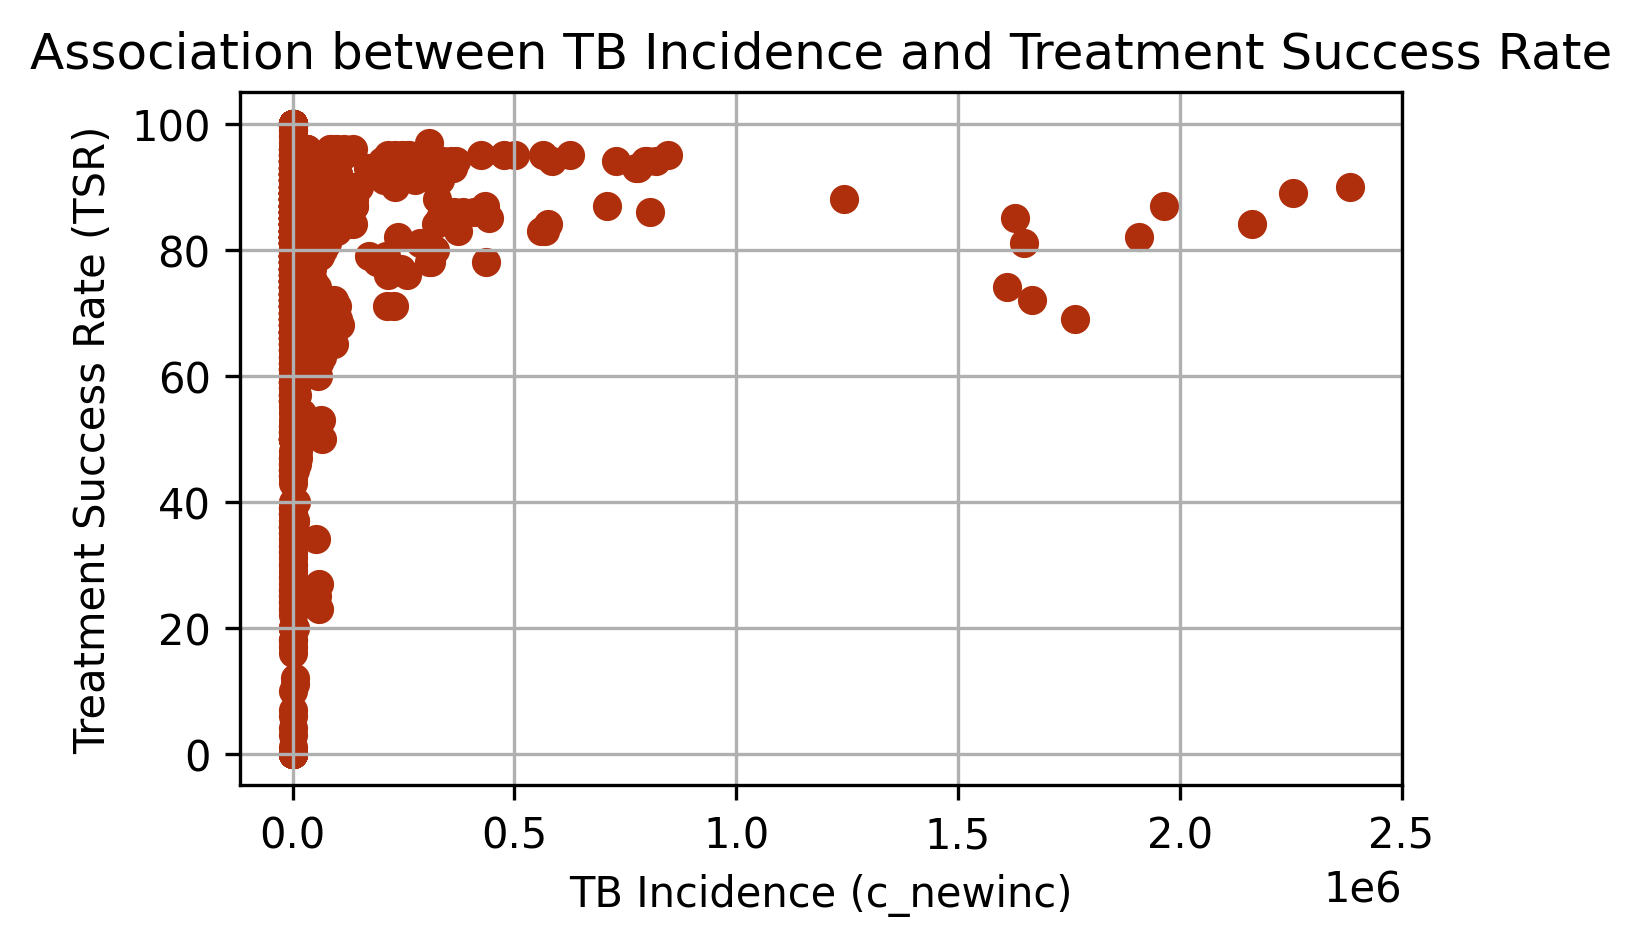 Association between TB Incidence and Treatment Success Rate
Treatment Success Rate (TSR)
100
80
60
40
20
0
0.0 0.5 1.0 1.5 2.0 2.5
1e6
TB Incidence (c_newinc)